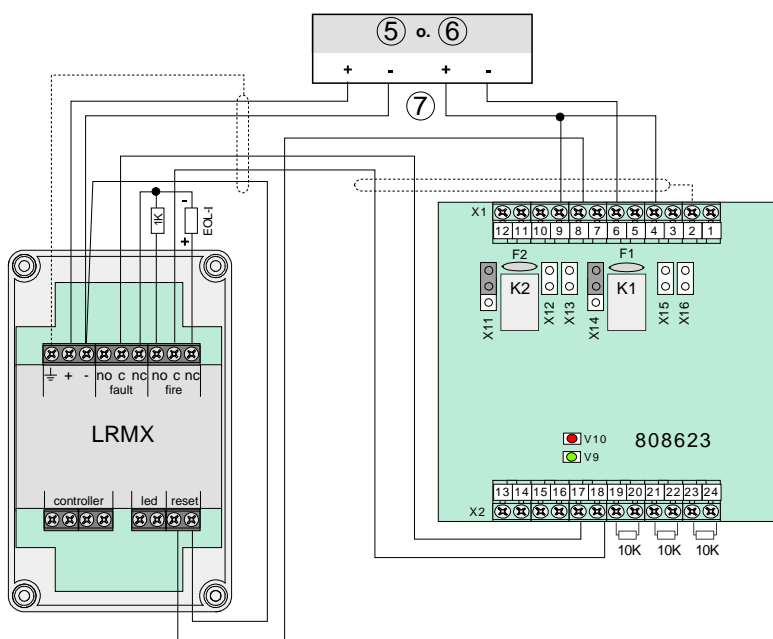 ⑤ o. ⑥
+ - + -
⑦
1K
-
EOL-I
+
X1
12 11 10 9 8 7 6 5 4 3 2 1
F2 F1
K2 K1
X11 X12 X13 X14 X15 X16
+ - no c nc no c nc
fault fire
LRMX
controller led reset
V10
V9
808623
13 14 15 16 17 18 19 20 21 22 23 24
X2
10K 10K 10K